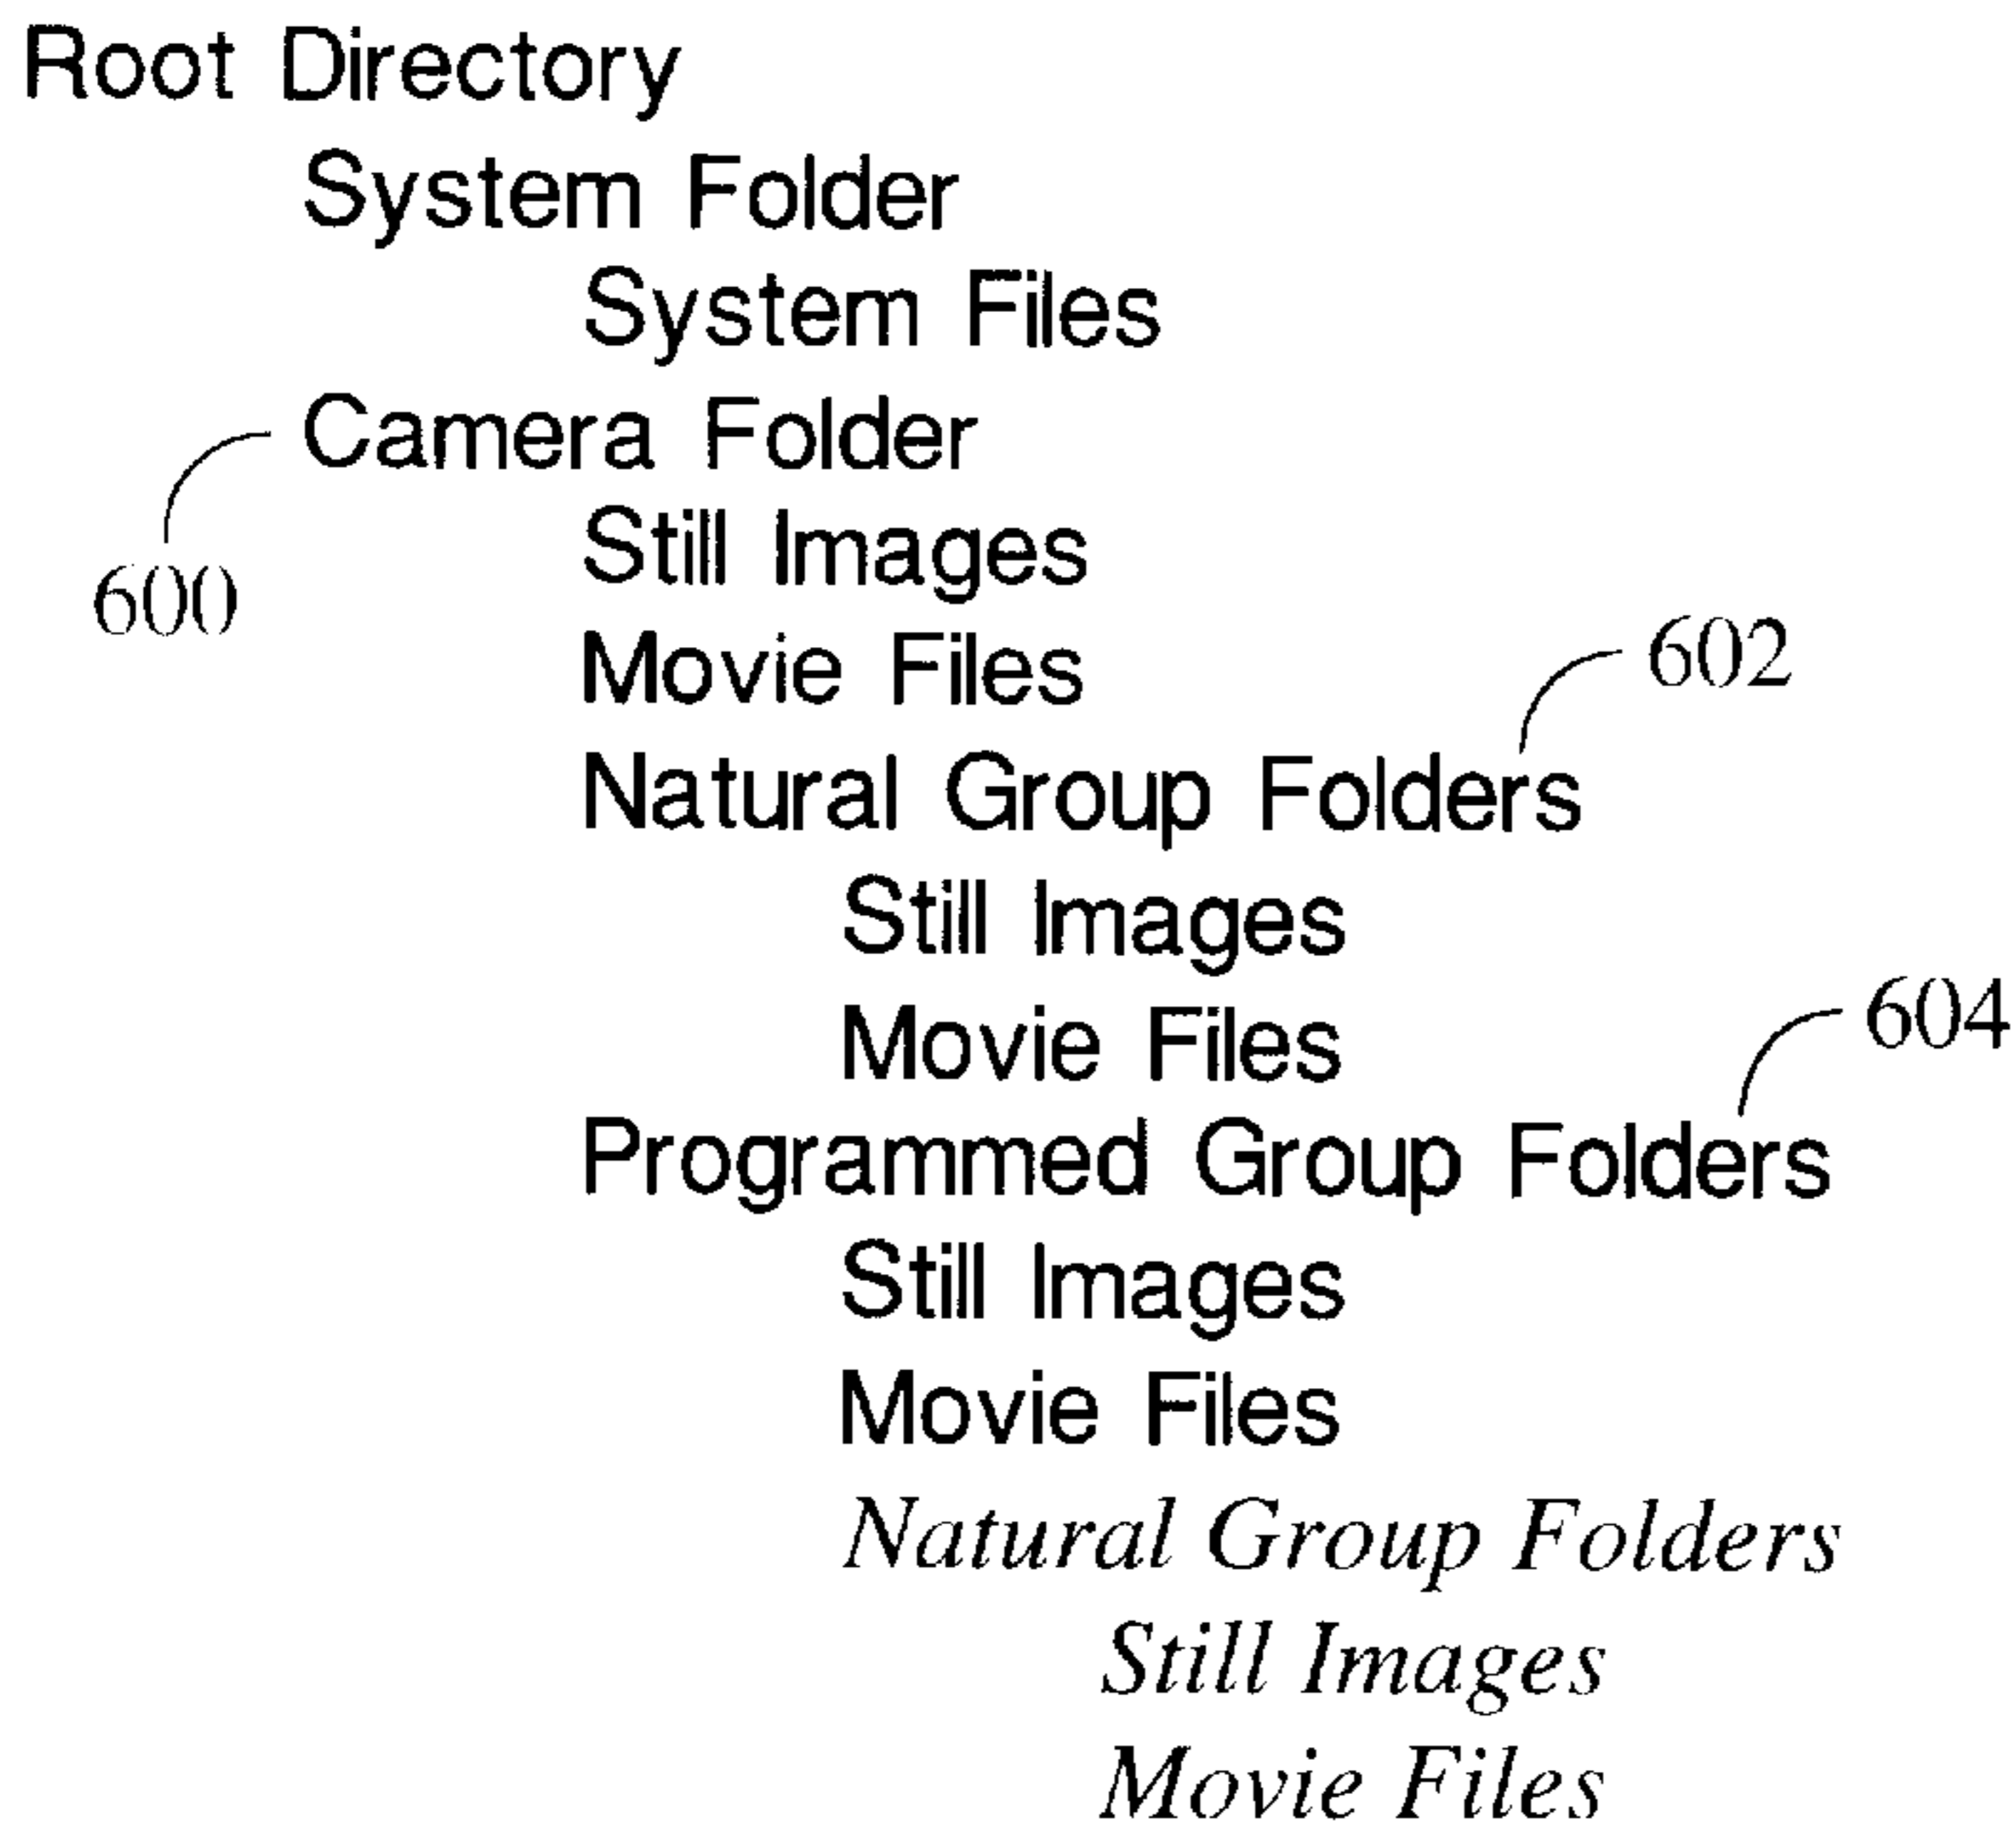 Root Directory
System Folder
System Files
Camera Folder
Still Images
600
Movie Files
602
Natural Group Folders
Still Images
Movie Files
604
Programmed Group Folders
Still Images
Movie Files
Natural Group Folders
Still Images
Movie Files